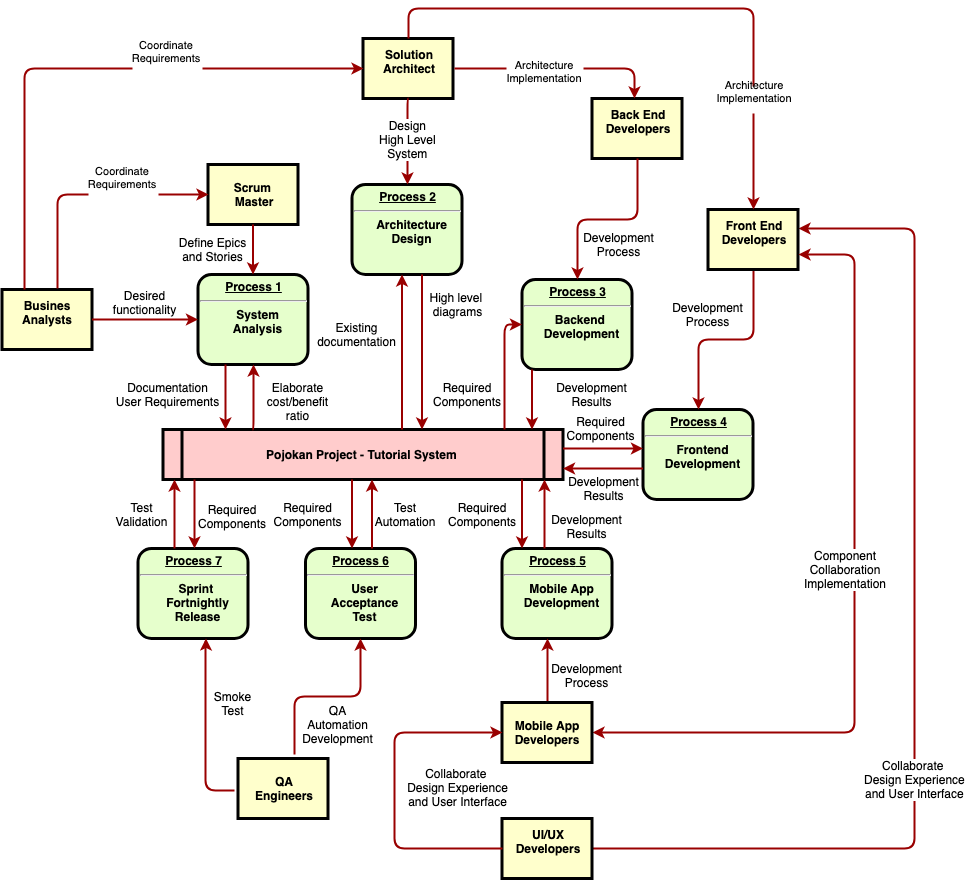 Coordinate
Requirements
Solution
Architect
Architecture
Implementation
Architecture
Implementation
Back End
Developers
Design
High Level
System
Coordinate
Requirements
Scrum
Master
Process 2
Architecture
Design
Front End
Developers
Define Epics
and Stories
Development
Process
Busines
Analysts
Desired
functionality
Process 1
System
Analysis
Process 3
Backend
Development
Existing
documentation
High level
diagrams
Development
Process
Documentation
User Requirements
Elaborate
cost/benefit
ratio
Required
Components
Development
Results
Process 4
Frontend
Development
Required
Components
Pojokan Project - Tutorial System
Development
Results
Test
Validation
Required
Components
Required
Components
Test
Automation
Required
Components
Development
Results
Process 7
Sprint
Fortnightly
Release
Process 6
User
Acceptance
Test
Process 5
Mobile App
Development
Component
Collaboration
Implementation
Smoke
Test
QA
Automation
Development
Development
Process
Mobile App
Developers
QA
Engineers
Collaborate
Design Experience
and User Interface
Collaborate
Design Experience
and User Interface
UI/UX
Developers